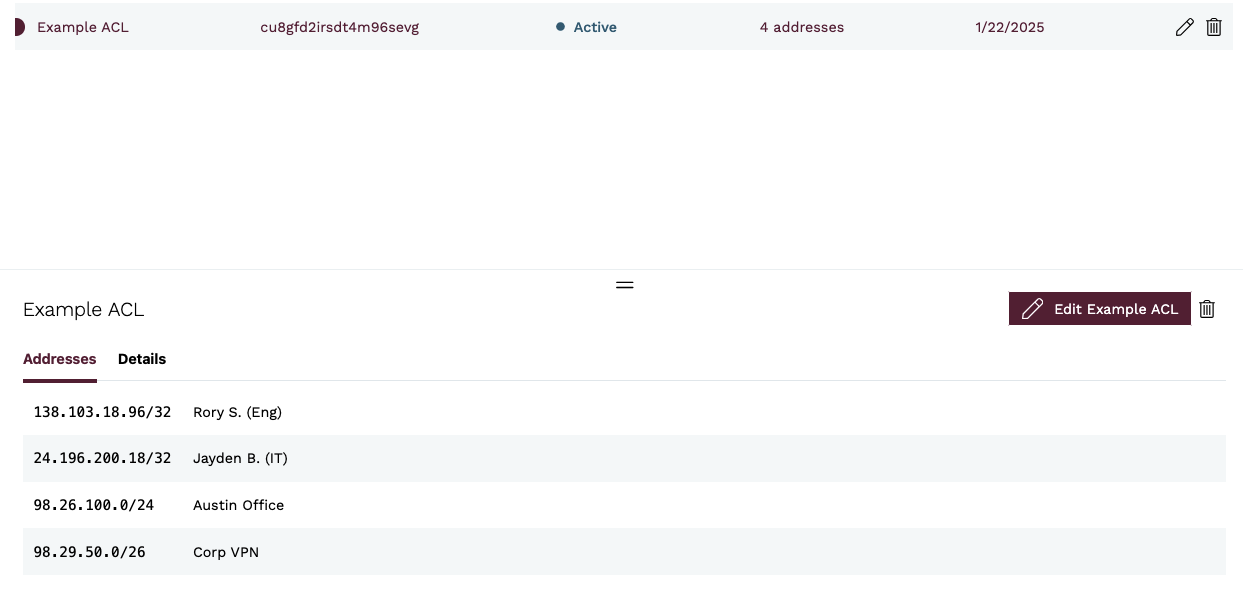 Example ACL cu8gfd2irsdt4m96sevg Active 4 addresses 1/22/2025
Example ACL Edit Example ACL
Addresses Details
138.103.18.96/32 Rory S. (Eng)
24.196.200.18/32 Jayden B. (IT)
98.26.100.0/24 Austin Office
98.29.50.0/26 Corp VPN